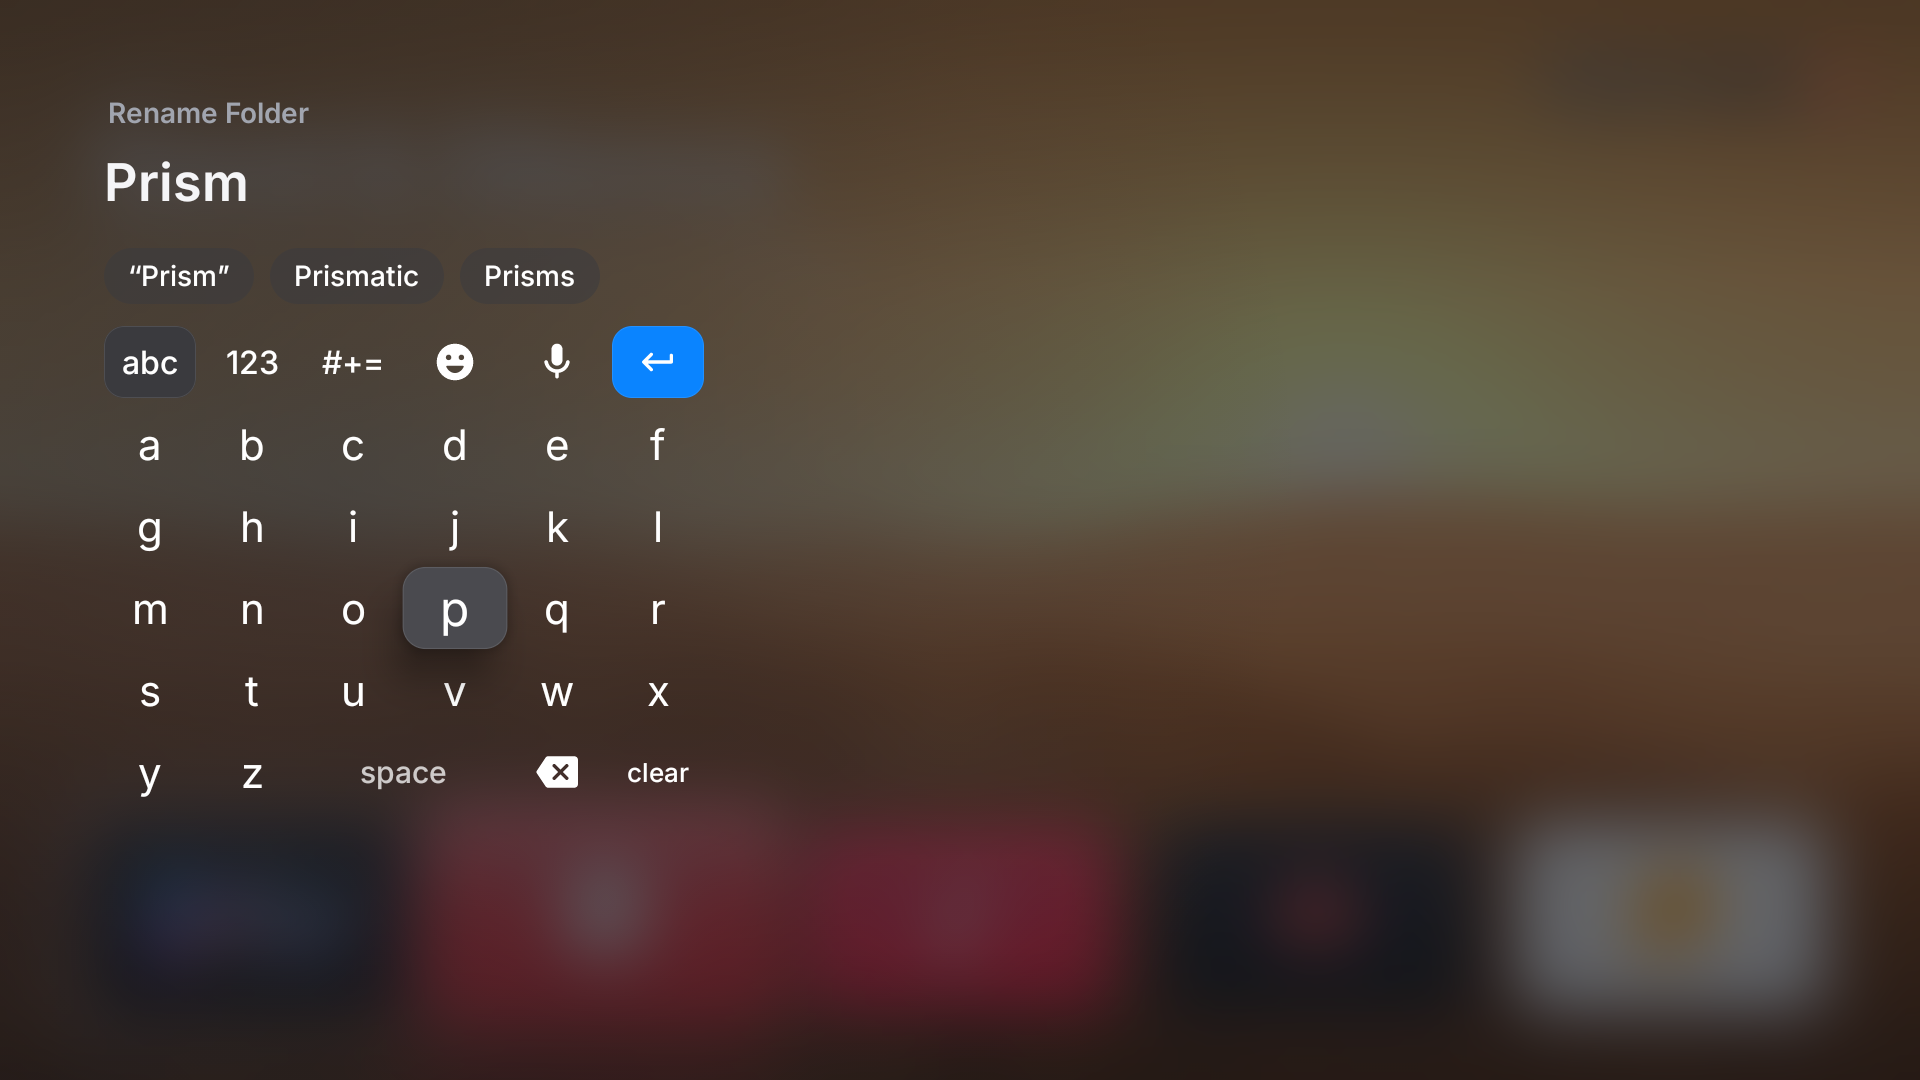 Rename Folder
Prism
“Prism” Prismatic Prisms
abc 123 #+=
a b c d e f
g h i j k l
m n o p q r
s t u v w x
y z space clear